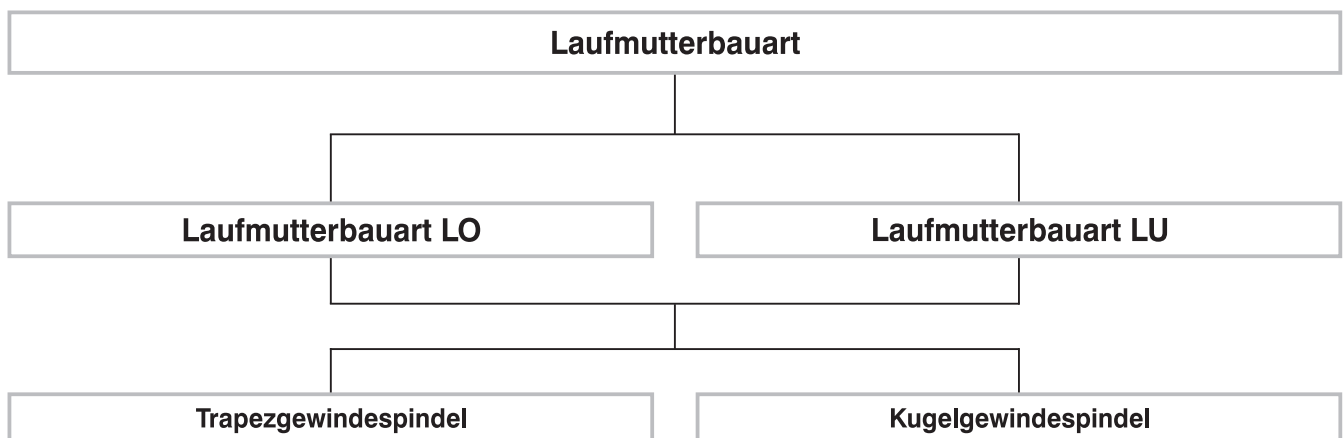 Laufmutterbauart
Laufmutterbauart LO
Laufmutterbauart LU
Trapezgewindespindel
Kugelgewindespindel